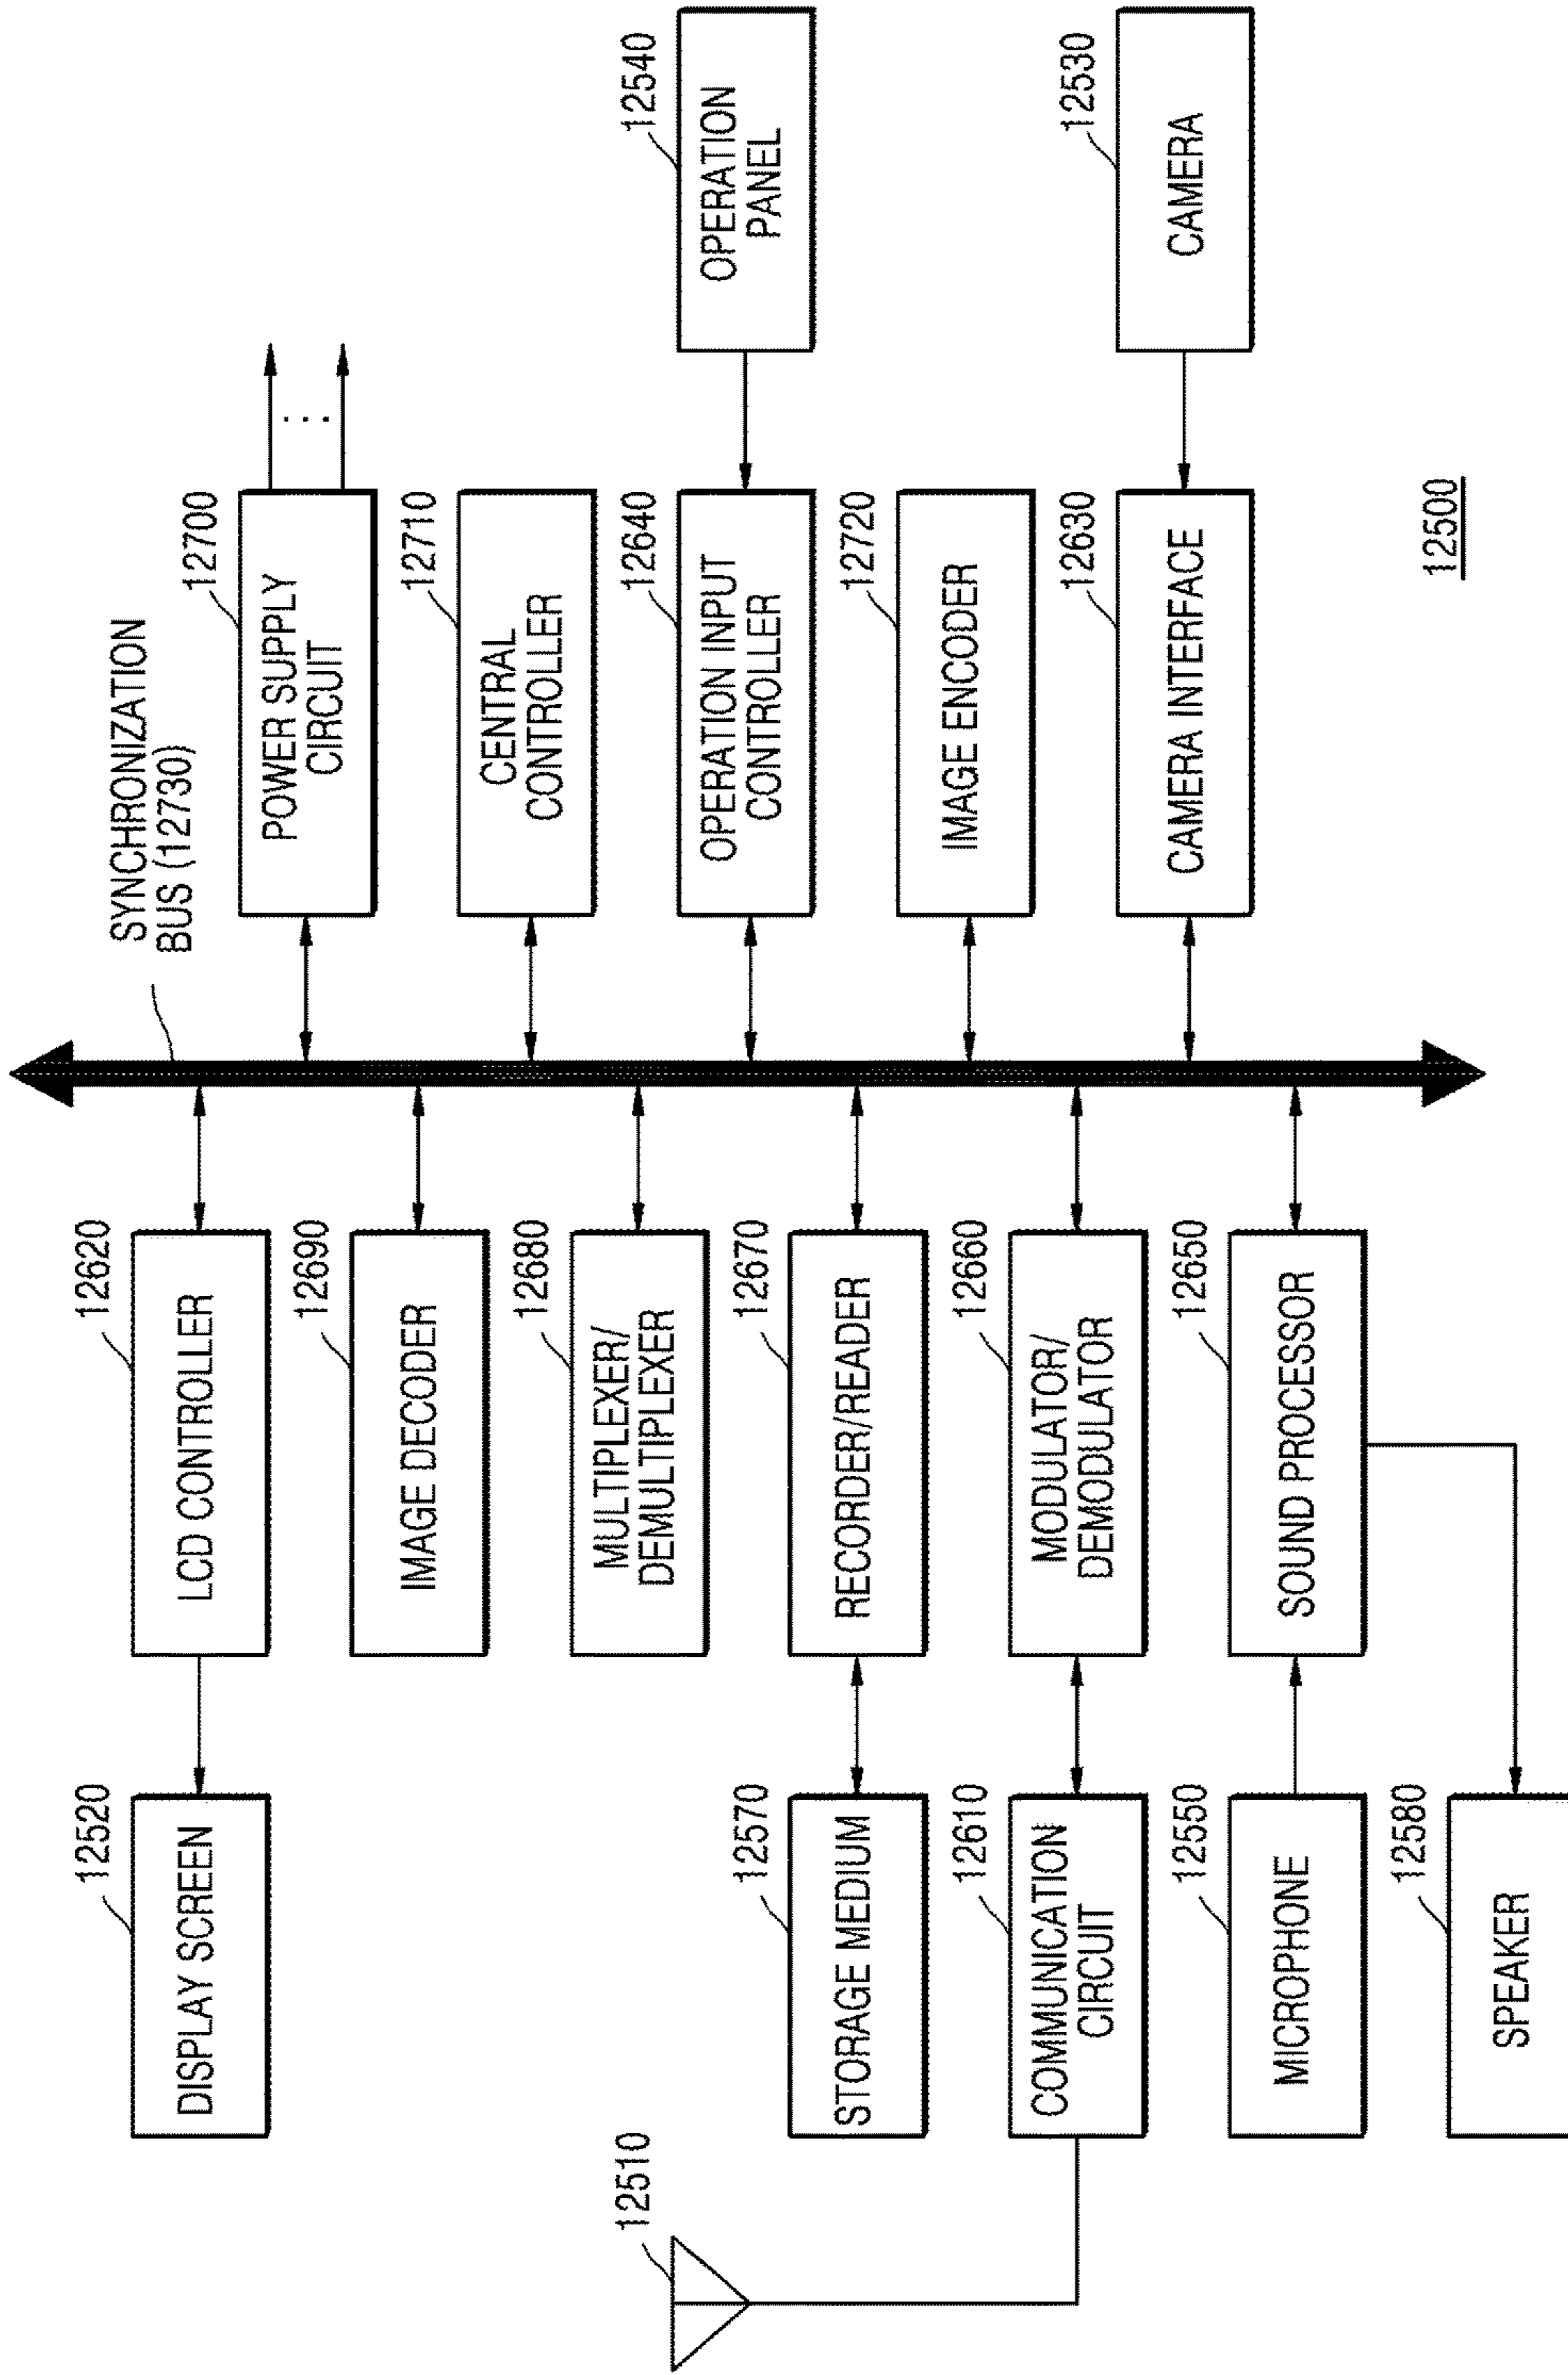 12510
12520
DISPLAY SCREEN
12570
STORAGE MEDIUM
12610
COMMUNICATION
CIRCUIT
12550
MICROPHONE
12580
SPEAKER
12620
LCD CONTROLLER
12690
IMAGE DECODER
12680
MULTIPLEXER/
DEMULTIPLEXER
12670
RECORDER/READER
12660
MODULATOR/
DEMODULATOR
12650
SOUND PROCESSOR
SYNCHRONIZATION
BUS (12730)
12700
POWER SUPPLY
CIRCUIT
...
12710
CENTRAL
CONTROLLER
12640
OPERATION INPUT
CONTROLLER
12720
IMAGE ENCODER
12630
CAMERA INTERFACE
12540
OPERATION
PANEL
12530
CAMERA
12500